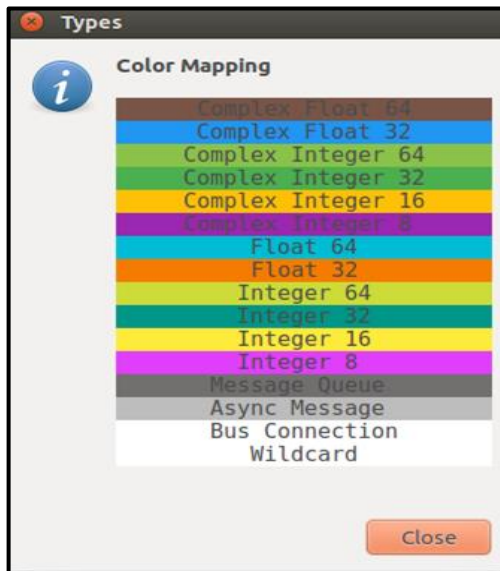 Types
Color Mapping
Complex Float 64
Complex Float 32
Complex Integer 64
Complex Integer 32
Complex Integer 16
Complex Integer 8
Float 64
Float 32
Integer 64
Integer 32
Integer 16
Integer 8
Message Queue
Async Message
Bus Connection
Wildcard
Close